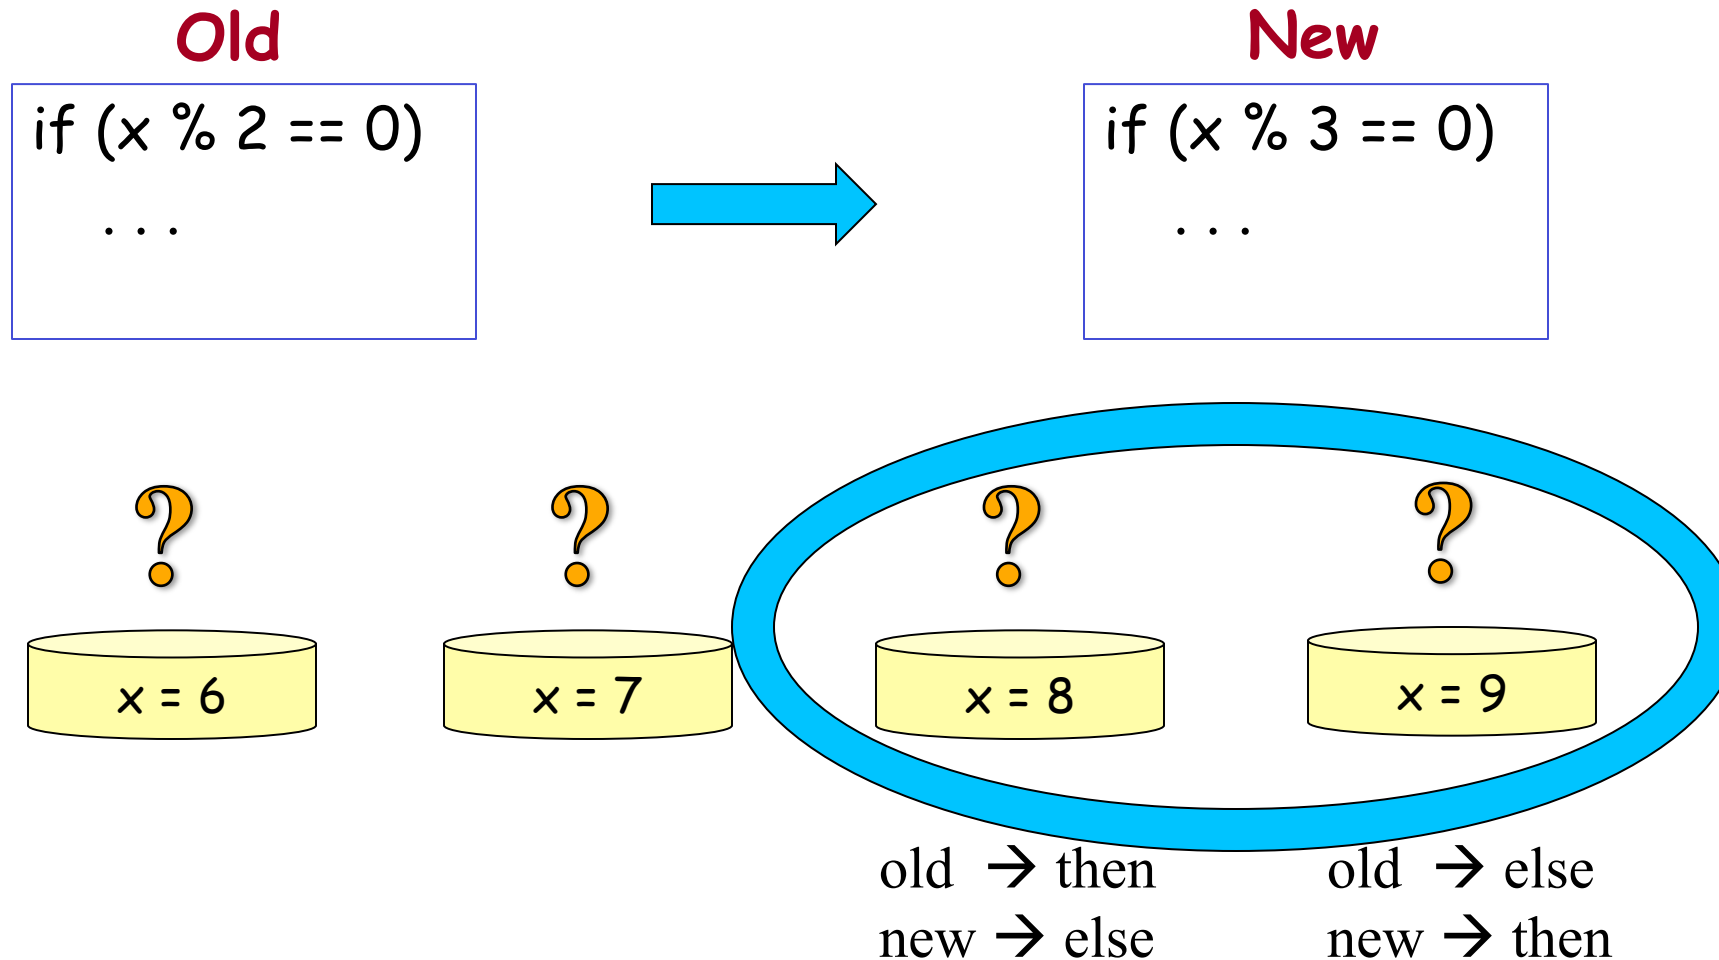 Old
New
if (x % 2 == 0)
. . .
if (x % 3 == 0)
. . .
? ? ? ?
x = 6
x = 7
x = 8
x = 9
old → then
new → else
old → else
new → then